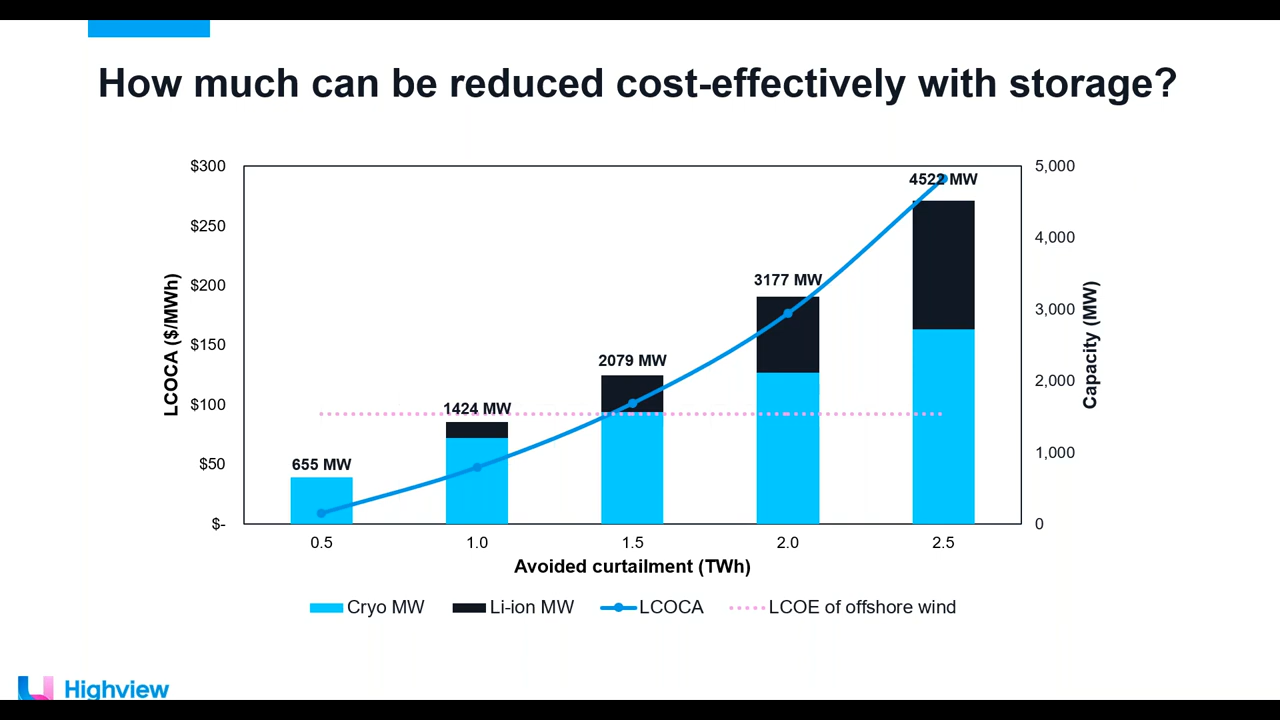 How much can be reduced cost-effectively with storage?
$300
$250
$200
$150
$100
$50
$-
LCOCA ($/MWh)
5,000
4,000
3,000
2,000
1,000
0
Capacity (MW)
655 MW
1424 MW
2079 MW
3177 MW
4522 MW
0.5 1.0 1.5 2.0 2.5
Avoided curtailment (TWh)
Cryo MW Li-ion MW LCOCA LCOE of offshore wind
Highview